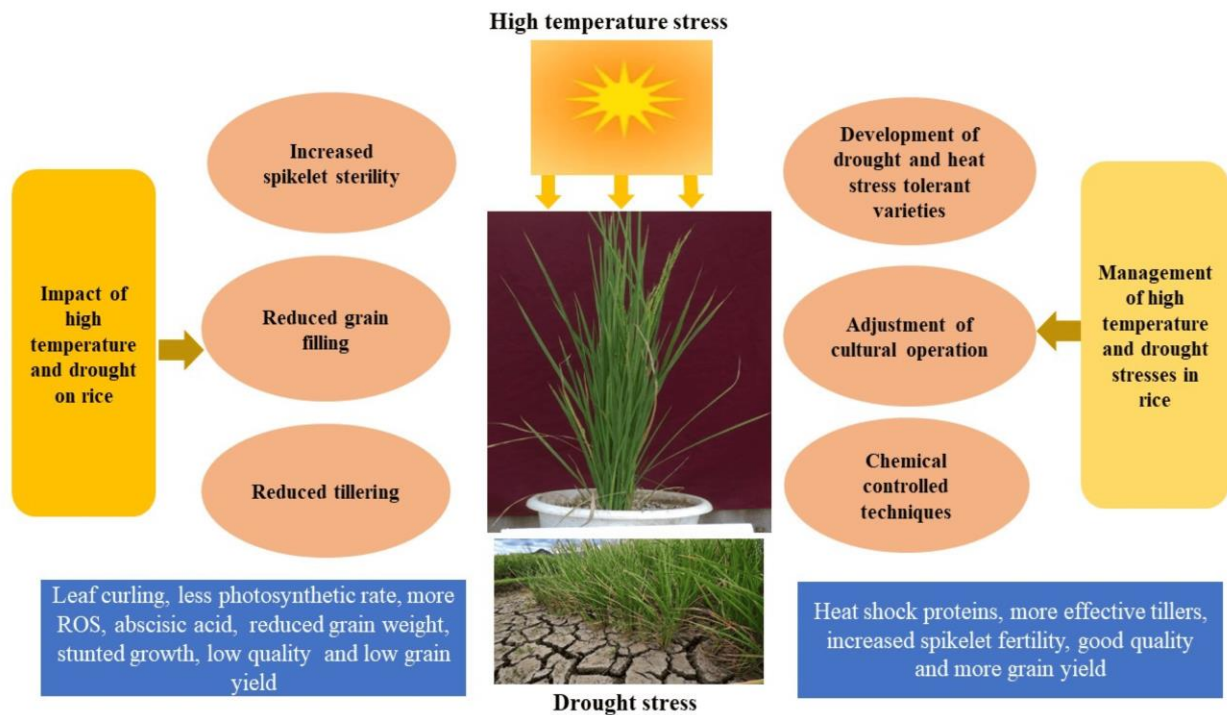 High temperature stress
Impact of
high
temperature
and drought
on rice
Increased
spikelet sterility
Reduced grain
filling
Reduced tillering
Leaf curling, less photosynthetic rate, more
ROS, abscisic acid, reduced grain weight,
stunted growth, low quality and low grain
yield
Drought stress
Development of
drought and heat
stress tolerant
varieties
Adjustment of
cultural operation
Chemical
controlled
techniques
Management
of high
temperature
and drought
stresses in
rice
Heat shock proteins, more effective tillers,
increased spikelet fertility, good quality
and more grain yield